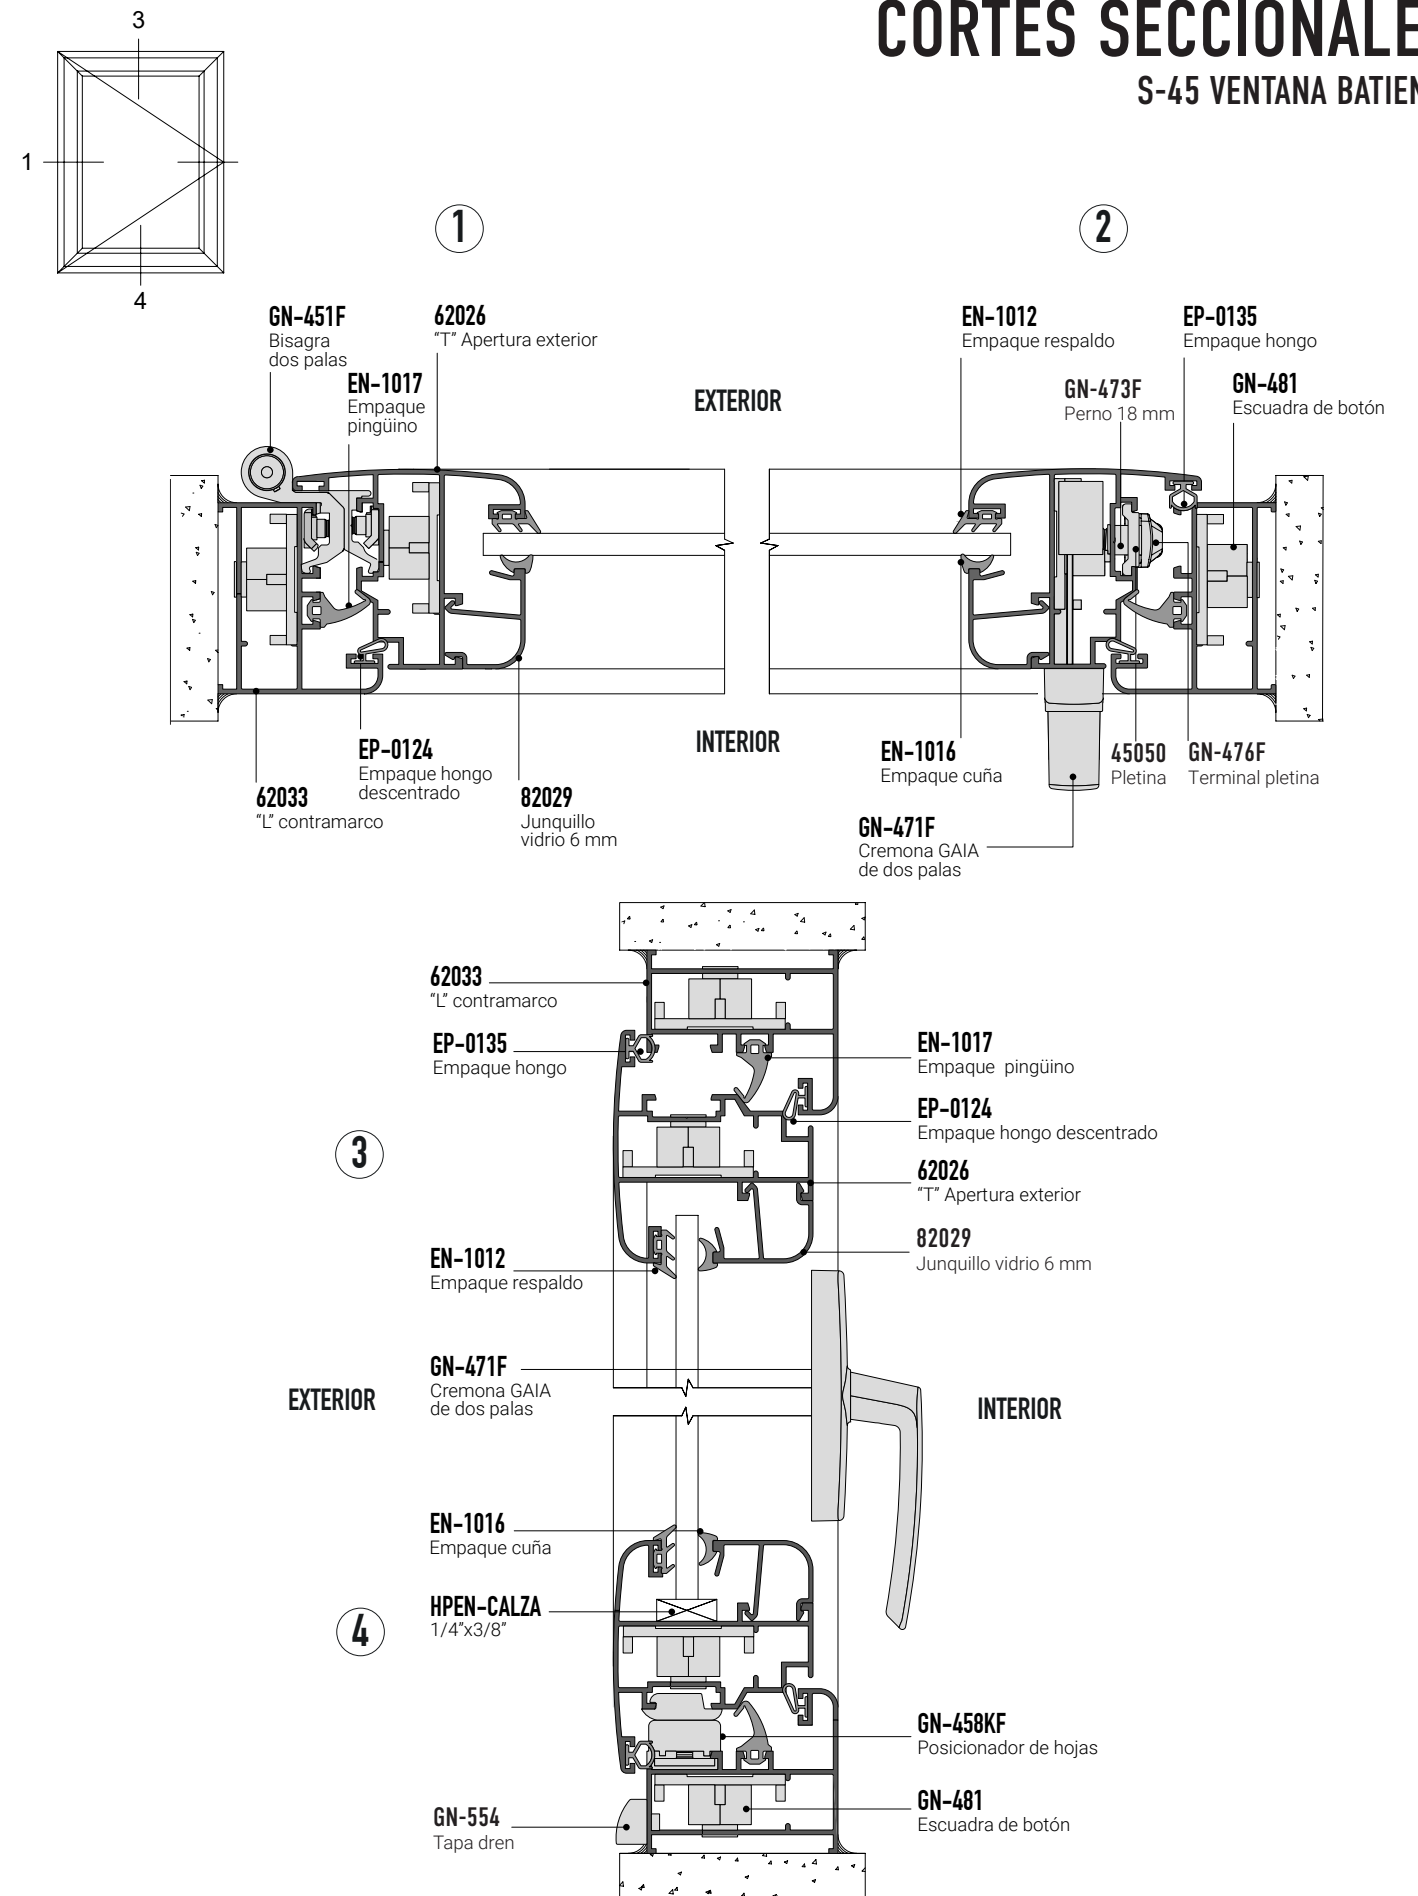 CORTES SECCIONALE
S-45 VENTANA BATIEN
3
1
4
1
2
GN-451F
Bisagra
dos palas
62026
"T" Apertura exterior
EN-1017
Empaque
pingüino
EXTERIOR
EN-1012
Empaque respaldo
EP-0135
Empaque hongo
GN-473F
Perno 18 mm
GN-481
Escuadra de botón
INTERIOR
EP-0124
Empaque hongo
descentrado
62033
"L" contramarco
82029
Junquillo
vidrio 6 mm
EN-1016
Empaque cuña
45050
Pletina
GN-476F
Terminal pletina
GN-471F
Cremona GAIA
de dos palas
62033
"L" contramarco
EP-0135
Empaque hongo
EN-1017
Empaque pingüino
EP-0124
Empaque hongo descentrado
3
62026
"T" Apertura exterior
82029
Junquillo vidrio 6 mm
EN-1012
Empaque respaldo
GN-471F
Cremona GAIA
de dos palas
EXTERIOR
INTERIOR
EN-1016
Empaque cuña
HPEN-CALZA
1/4"x3/8"
4
GN-458KF
Posicionador de hojas
GN-481
Escuadra de botón
GN-554
Tapa dren